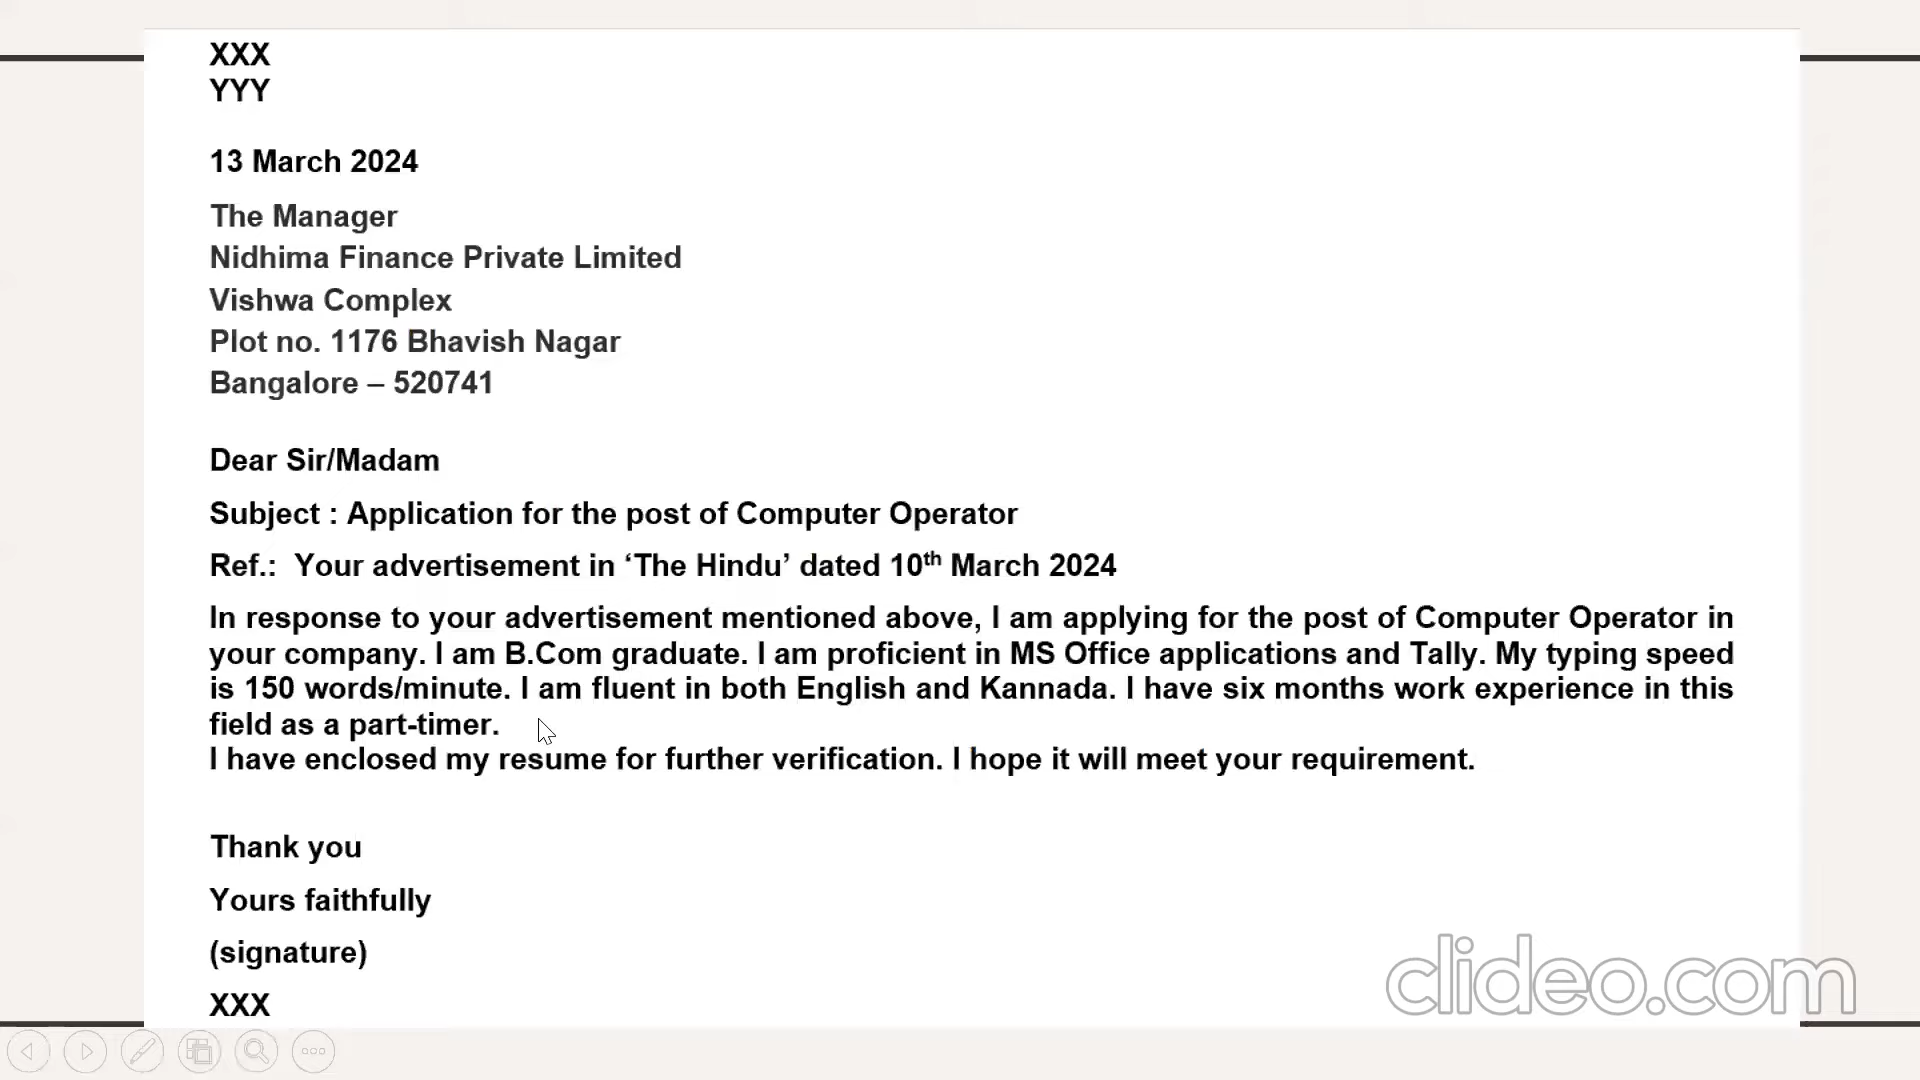 XXX
YYY
13 March 2024
The Manager
Nidhima Finance Private Limited
Vishwa Complex
Plot no. 1176 Bhavish Nagar
Bangalore – 520741
Dear Sir/Madam
Subject : Application for the post of Computer Operator
Ref.: Your advertisement in ‘The Hindu’ dated 10th March 2024
In response to your advertisement mentioned above, I am applying for the post of Computer Operator in
your company. I am B.Com graduate. I am proficient in MS Office applications and Tally. My typing speed
is 150 words/minute. I am fluent in both English and Kannada. I have six months work experience in this
field as a part-timer.
I have enclosed my resume for further verification. I hope it will meet your requirement.
Thank you
Yours faithfully
(signature)
XXX
clideo.com